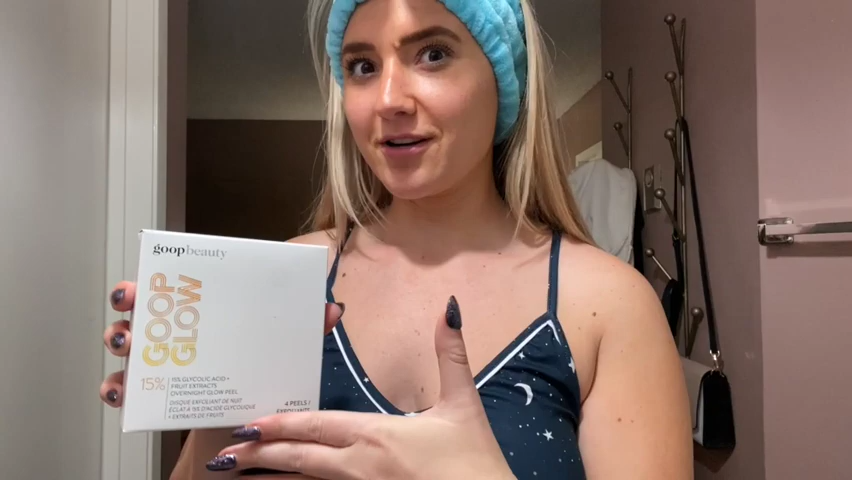 goopbeauty
GOOP
GLOW
15%
15% GLYCOLIC ACID +
FRUIT EXTRACTS
OVERNIGHT GLOW PEEL
DISQUE EXFOLIANT DE NUIT
ÉCLAT À 15% D'ACIDE GLYCOLIQUE
+ EXTRAITS DE FRUITS
4 PEELS /
EXFOLIANTS